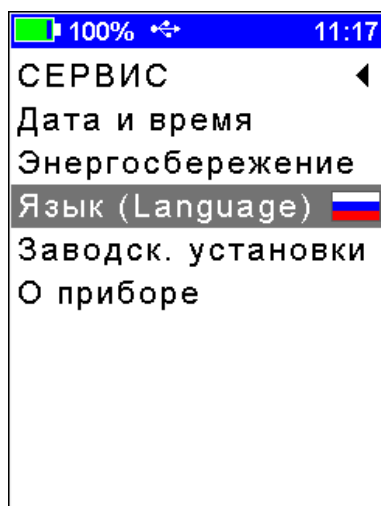 100% 11:17
СЕРВИС
Дата и время
Энергосбережение
Язык (Language)
Заводск. установки
О приборе